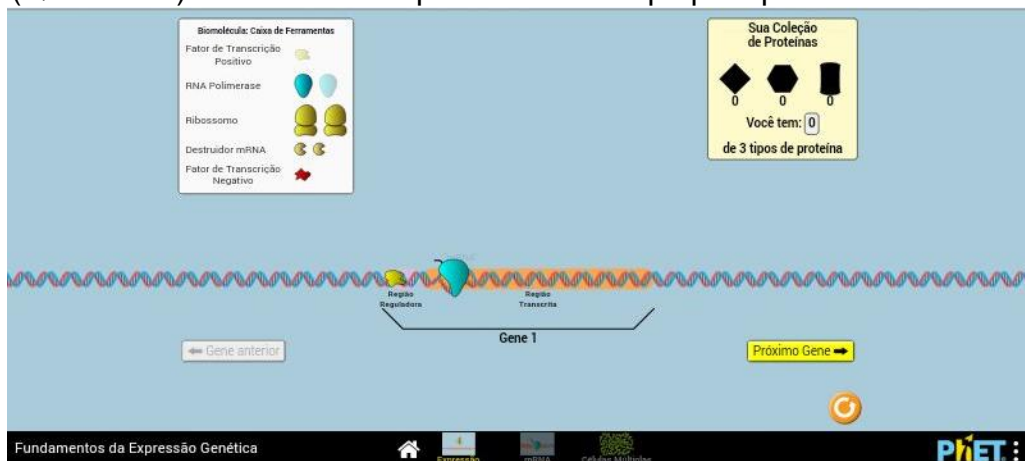 Biomolécula: Caixa de Ferramentas
Fator de Transcrição
Positivo
RNA Polimerase
Ribossomo
Destruidor mRNA
Fator de Transcrição
Negativo
Sua Coleção
de Proteínas
0 0 0
Você tem: 0
de 3 tipos de proteína
Região
Reguladora
Região
Transcrita
Gene 1
Gene anterior
Próximo Gene
Fundamentos da Expressão Genética
Expressão
mRNA
Células Múltiplas
PhET